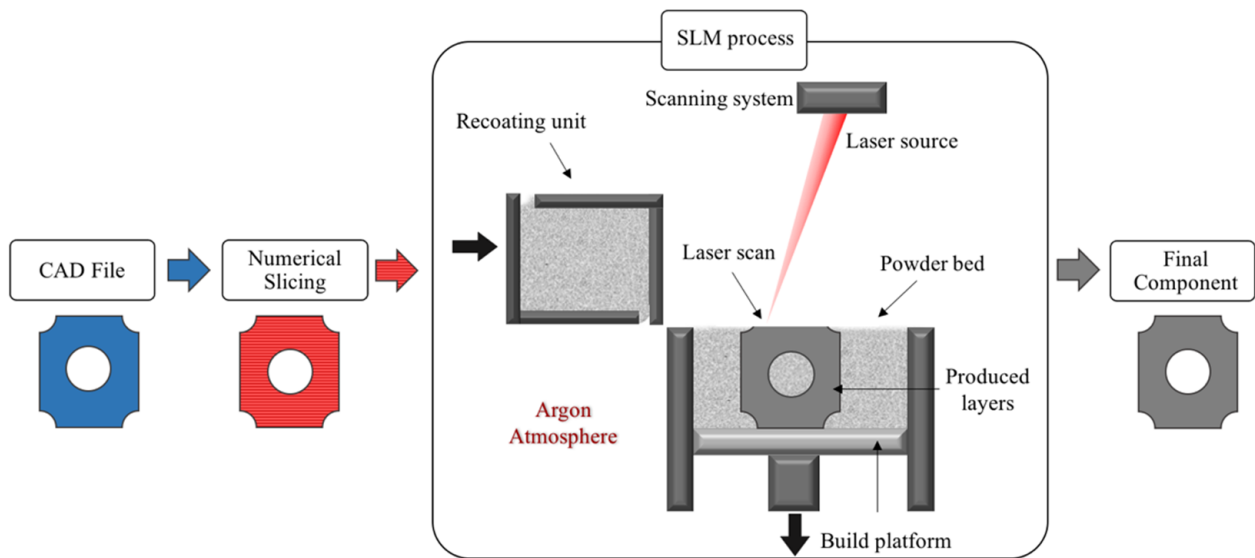 SLM process
Scanning system
Recoating unit
Laser source
CAD File
Numerical
Slicing
Laser scan
Powder bed
Final
Component
Produced
layers
Argon
Atmosphere
Build platform